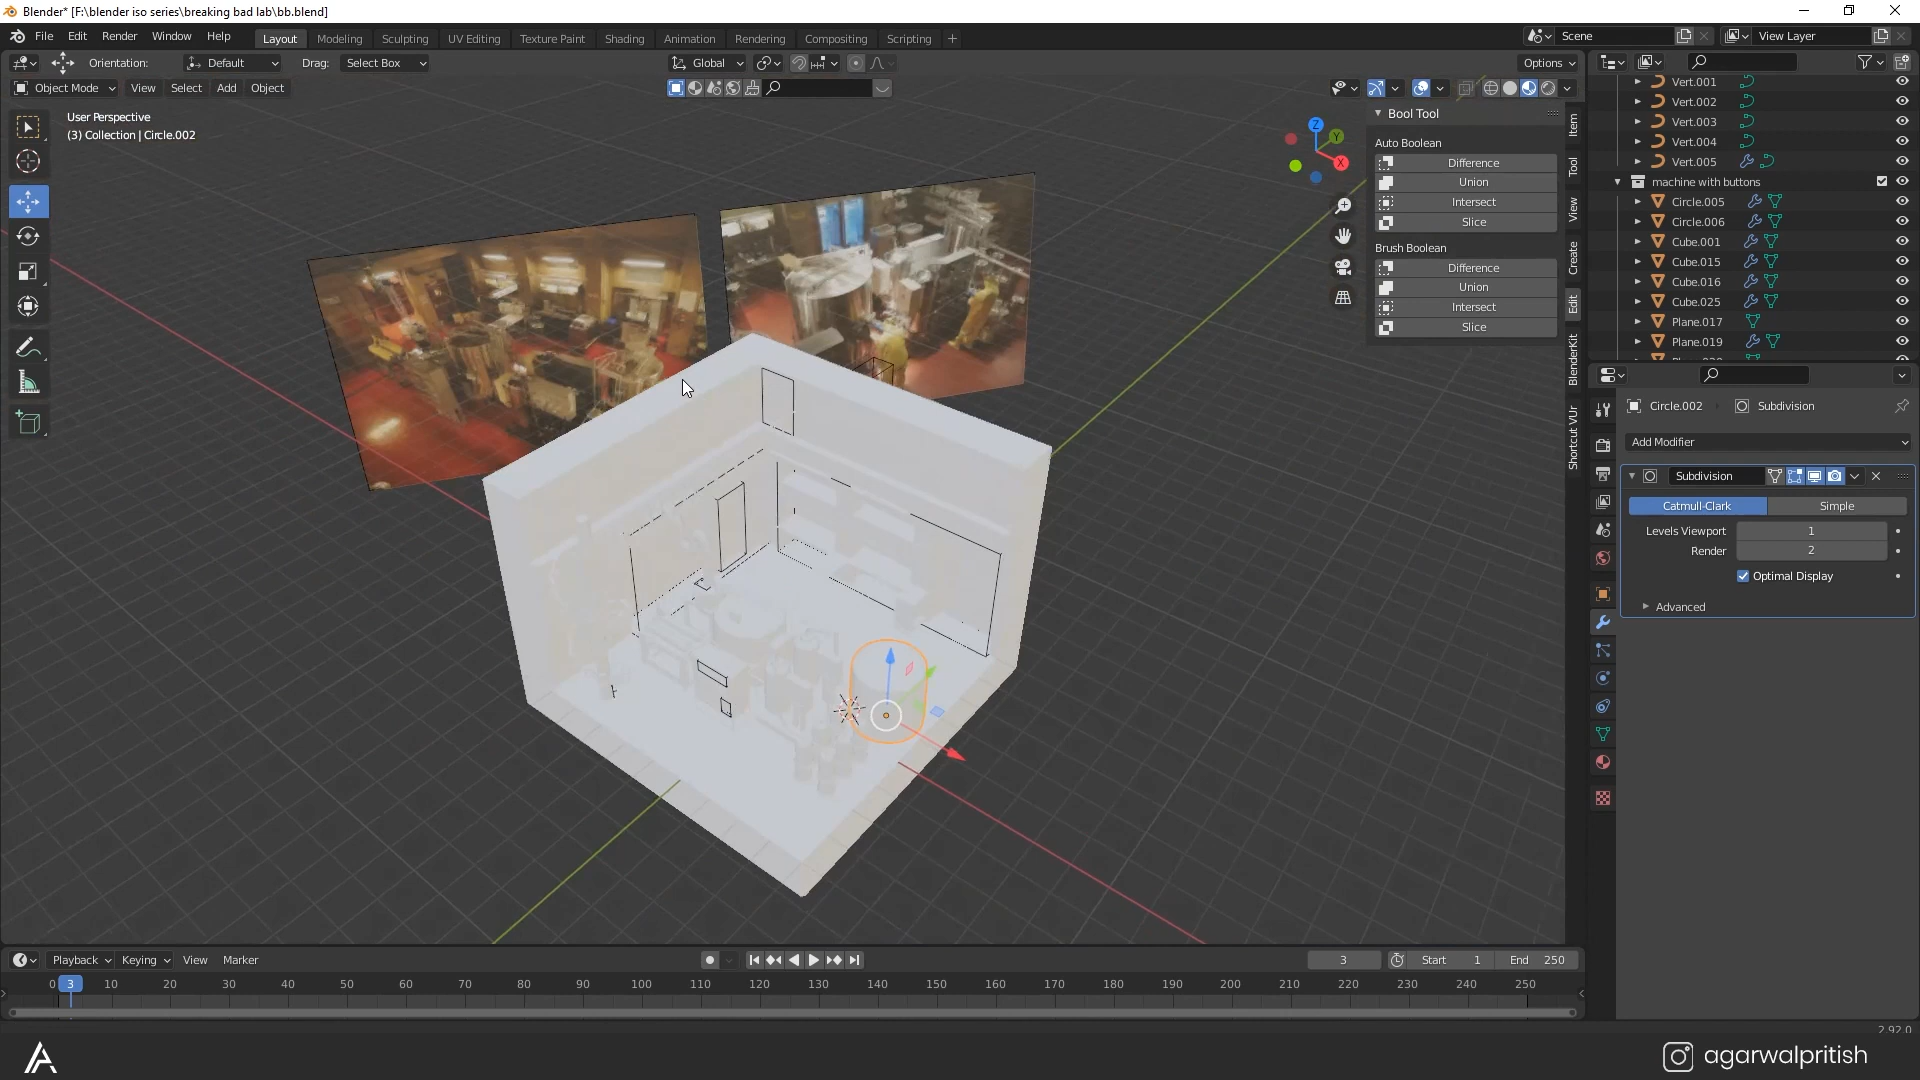 Blender* [F:\blender iso series\breaking bad lab\bb.blend]
File Edit Render Window Help Layout Modeling Sculpting UV Editing Texture Paint Shading Animation Rendering Compositing Scripting + Scene View Layer
Orientation: Default Drag: Select Box Global Options
Object Mode View Select Add Object
User Perspective
(3) Collection | Circle.002
Z
Y
X
Bool Tool
Auto Boolean
Difference
Union
Intersect
Slice
Brush Boolean
Difference
Union
Intersect
Slice
Item
Tool
View
Create
Edit
BlenderKit
Shortcut VUr
Vert.001
Vert.002
Vert.003
Vert.004
Vert.005
machine with buttons
Circle.005
Circle.006
Cube.001
Cube.015
Cube.016
Cube.025
Plane.017
Plane.019
Circle.002 Subdivision
Add Modifier
Subdivision
Catmull-Clark Simple
Levels Viewport 1
Render 2
Optimal Display
Advanced
Playback Keying View Marker 3 Start 1 End 250
0 3 10 20 30 40 50 60 70 80 90 100 110 120 130 140 150 160 170 180 190 200 210 220 230 240 250
2.92.0
agarwalpritish